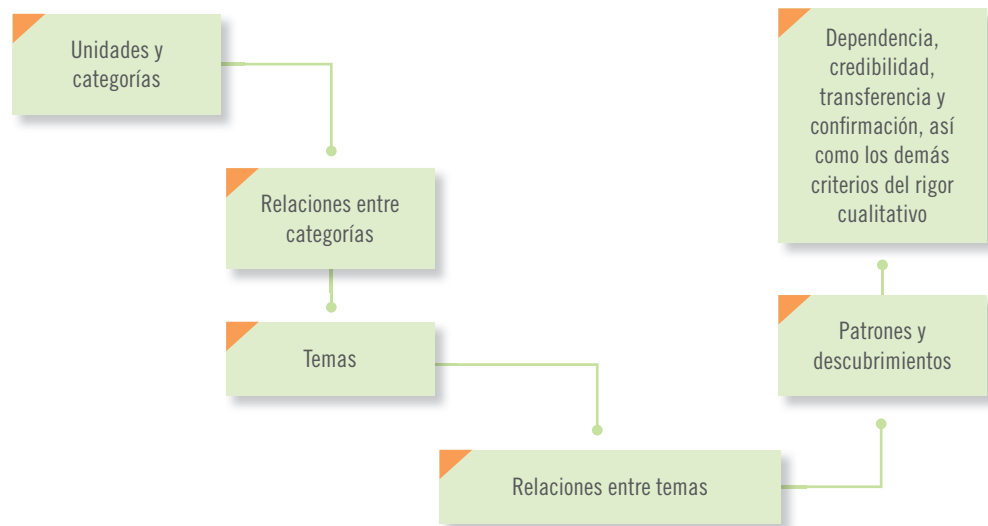 Unidades y
categorías
Relaciones entre
categorías
Temas
Relaciones entre temas
Patrones y
descubrimientos
Dependencia,
credibilidad,
transferencia y
confirmación, así
como los demás
criterios del rigor
cualitativo